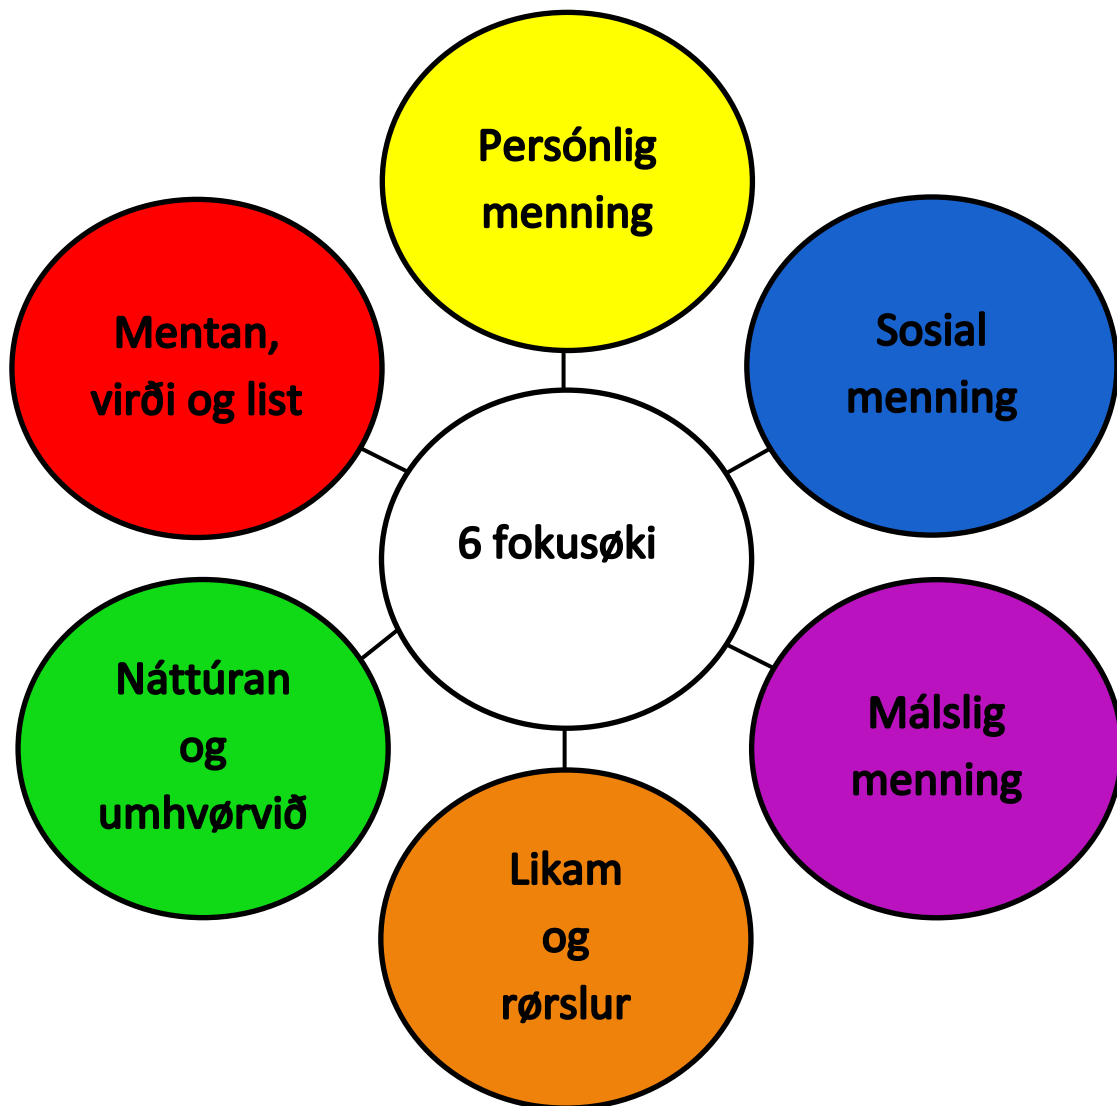 Persónlig
menning
Sosial
menning
Málslig
menning
Likam
og
rørslur
Náttúran
og
umhvørvið
Mentan,
virði og list
6 fokusøki